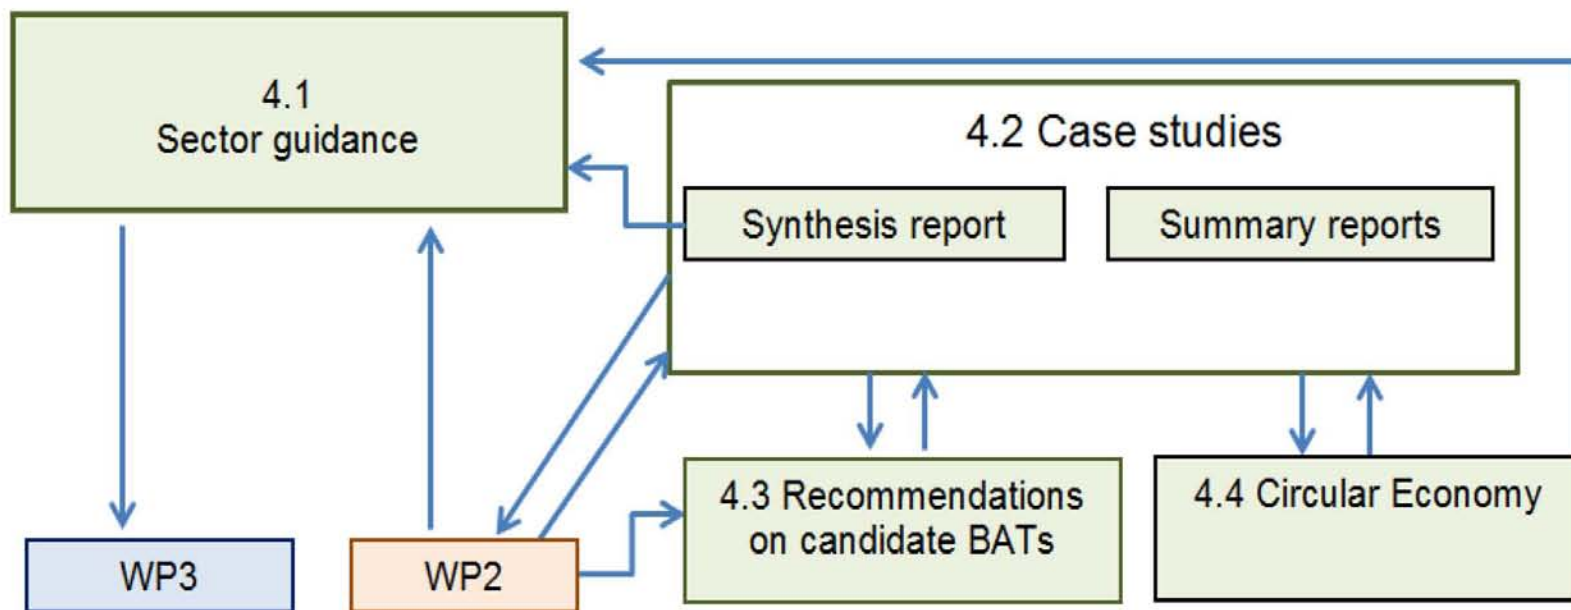 4.1
Sector guidance
4.2 Case studies
Synthesis report
Summary reports
4.3 Recommendations
on candidate BATs
4.4 Circular Economy
WP3
WP2